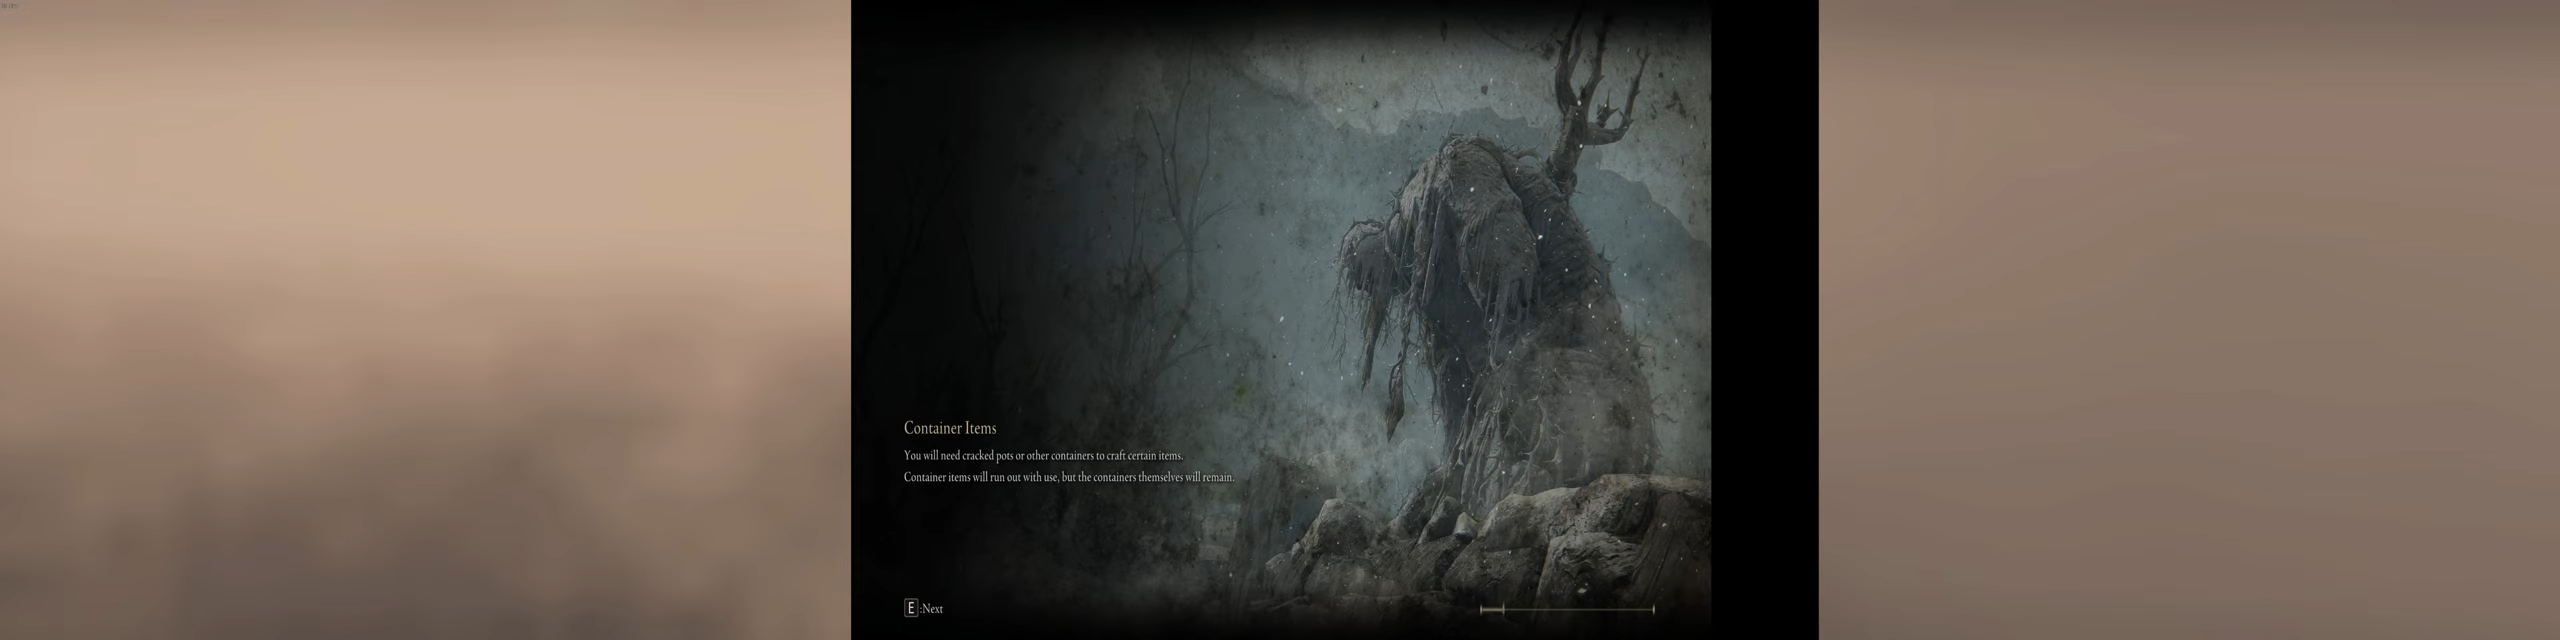 Container Items
You will need cracked pots or other containers to craft certain items.
Container items will run out with use, but the containers themselves will remain.
E :Next